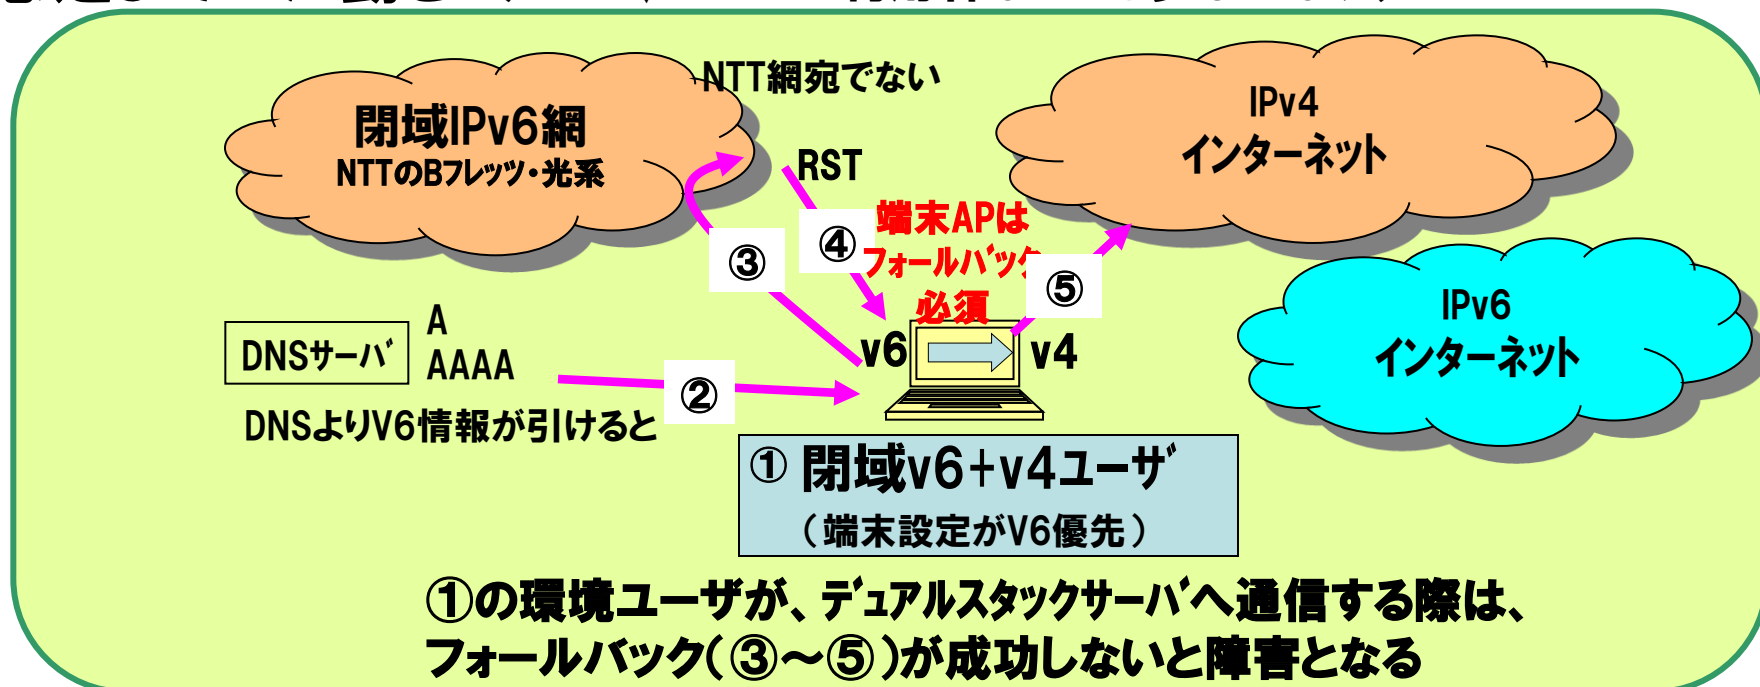 NTT網宛でない
閉域IPv6網
NTTのBフレッツ・光系
IPv4
インターネット
RST
端末APは
フォールバック
必須
④
③
⑤
IPv6
インターネット
A
AAAA
DNSサーバ
v6
v4
②
DNSよりV6情報が引けると
① 閉域v6+v4ユーザ
（端末設定がV6優先）
①の環境ユーザが、デュアルスタックサーバへ通信する際は、
フォールバック(③～⑤)が成功しないと障害となる